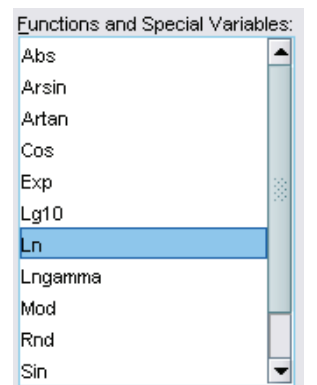 Functions and Special Variables:
Abs
Arsin
Artan
Cos
Exp
Lg10
Ln
Lngamma
Mod
Rnd
Sin